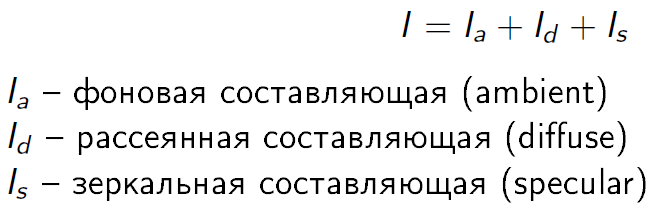 I = I_a + I_d + I_s
I_a – фоновая составляющая (ambient)
I_d – рассеянная составляющая (diffuse)
I_s – зеркальная составляющая (specular)